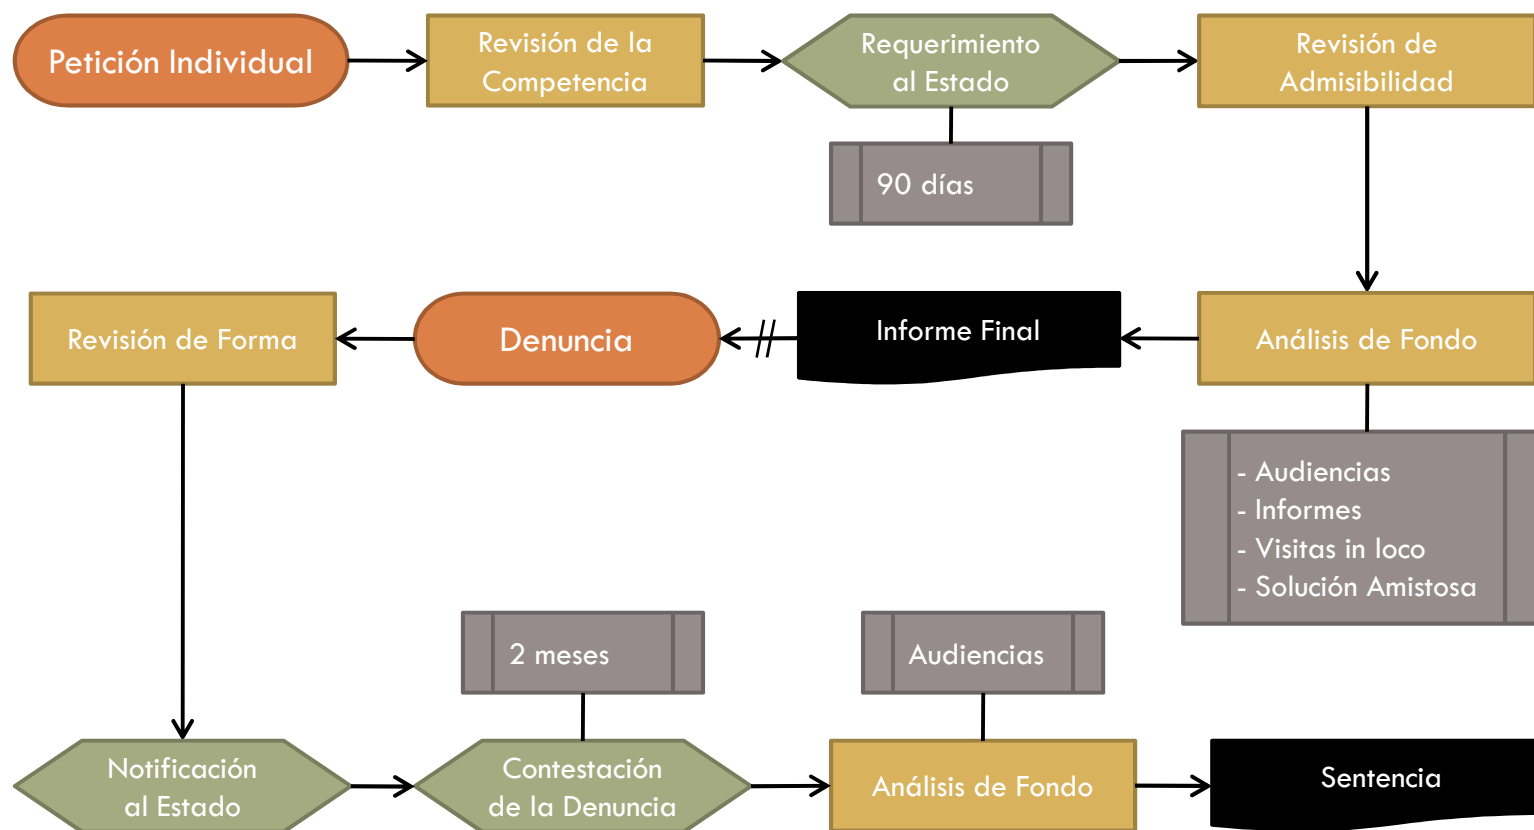 Petición Individual
Revisión de la
Competencia
Requerimiento
al Estado
Revisión de
Admisibilidad
90 días
Revisión de Forma
Denuncia
//
Informe Final
Análisis de Fondo
- Audiencias
- Informes
- Visitas in loco
- Solución Amistosa
2 meses
Audiencias
Notificación
al Estado
Contestación
de la Denuncia
Análisis de Fondo
Sentencia